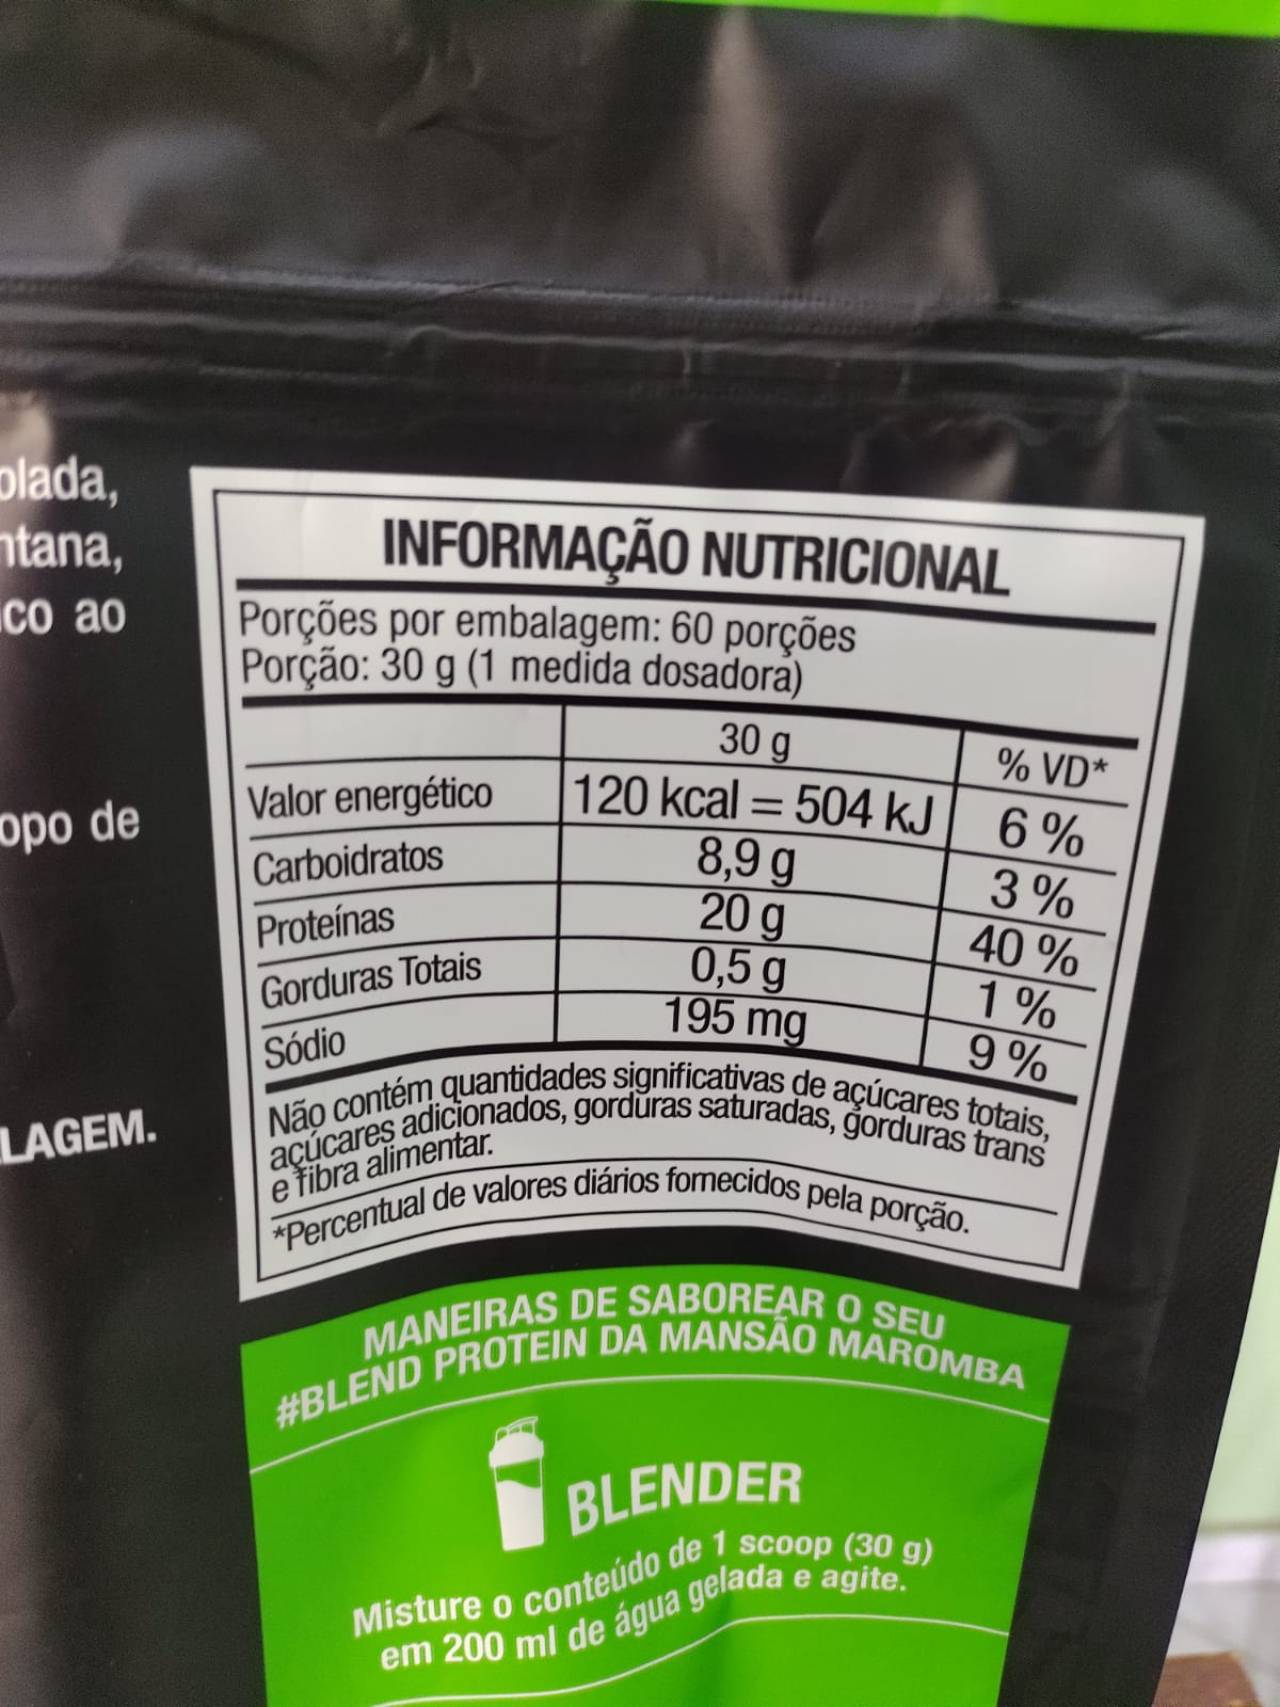 olada,
ntana,
ico ao
opo de
LAGEM.
INFORMAÇÃO NUTRICIONAL
Porções por embalagem: 60 porções
Porção: 30 g (1 medida dosadora)
30 g % VD*
Valor energético 120 kcal = 504 kJ 6 %
Carboidratos 8,9 g 3 %
Proteínas 20 g 40 %
Gorduras Totais 0,5 g 1 %
Sódio 195 mg 9 %
Não contém quantidades significativas de açúcares totais,
açúcares adicionados, gorduras saturadas, gorduras trans
e fibra alimentar.
*Percentual de valores diários fornecidos pela porção.
MANEIRAS DE SABOREAR O SEU
#BLEND PROTEIN DA MANSÃO MAROMBA
BLENDER
Misture o conteúdo de 1 scoop (30 g)
em 200 ml de água gelada e agite.